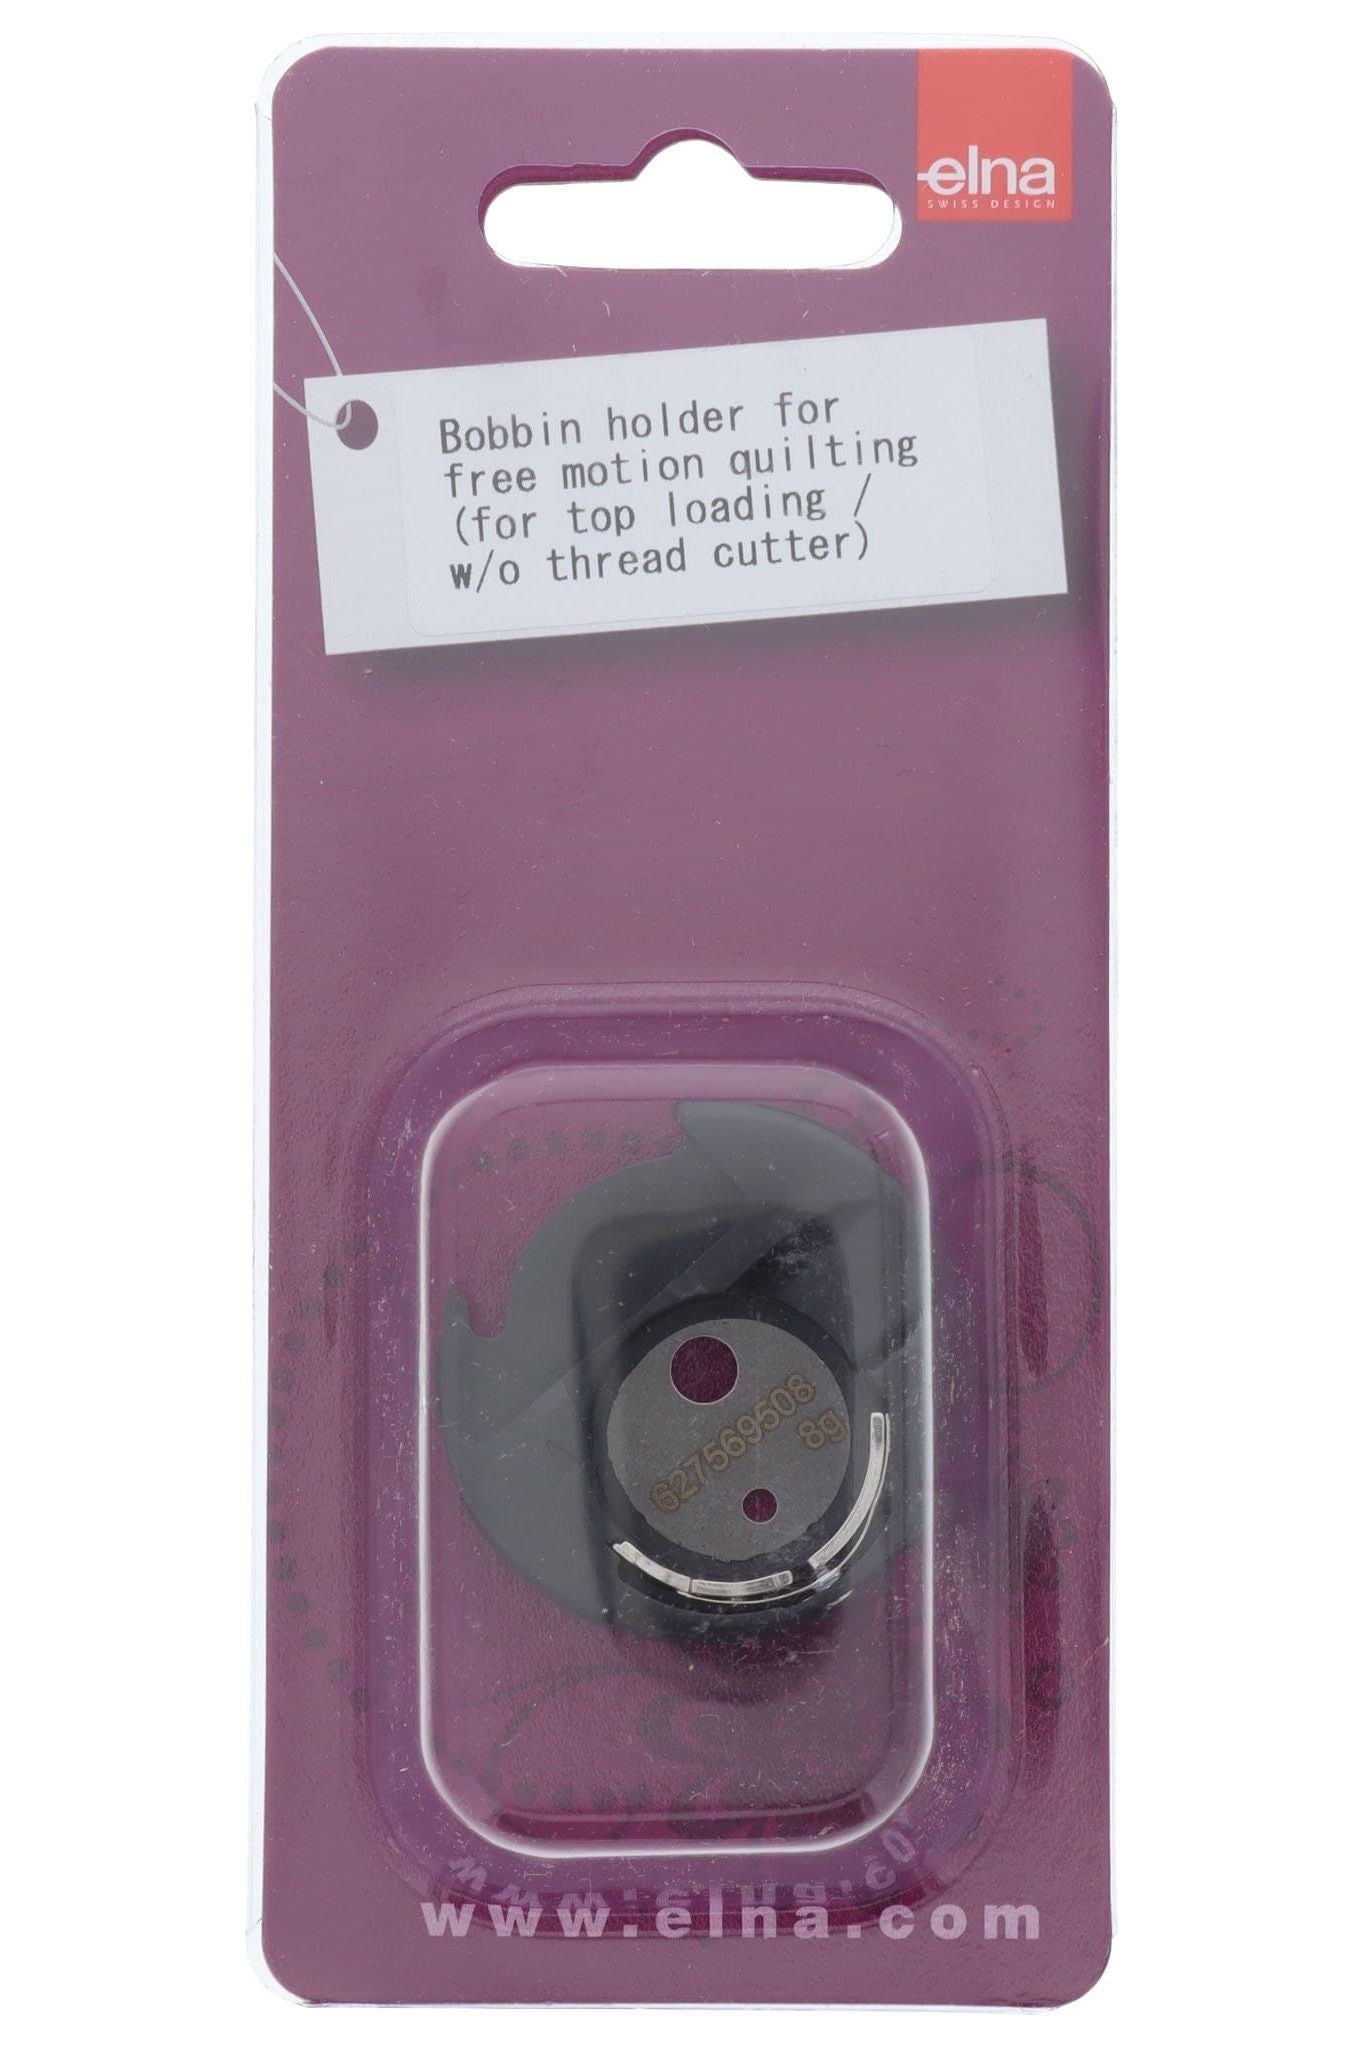 elna
SWISS DESIGN
Bobbin holder for
free motion quilting
(for top loading /
w/o thread cutter)
627569508
8g
www.elna.com